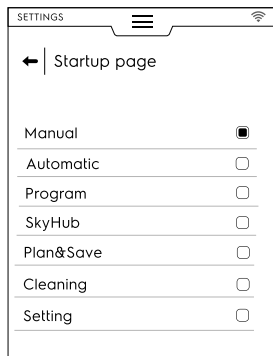 SETTINGS
Startup page
Manual
Automatic
Program
SkyHub
Plan&Save
Cleaning
Setting